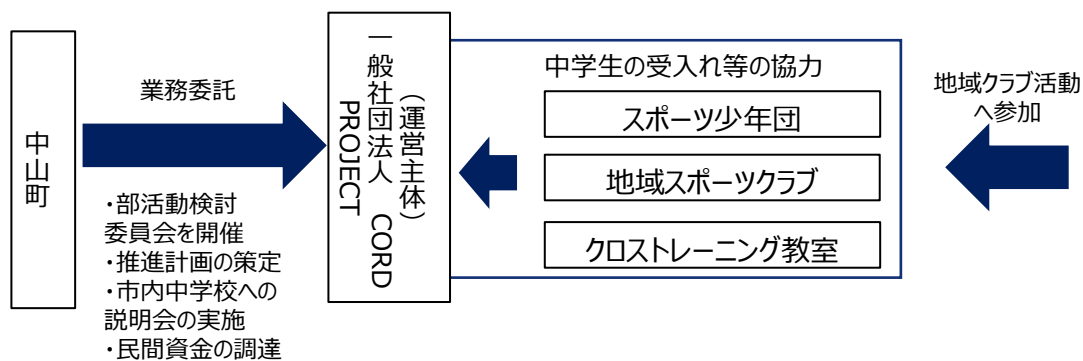 中山町
業務委託
・部活動検討
委員会を開催
・推進計画の策定
・市内中学校への
説明会の実施
・民間資金の調達
一般社団法人 CORD
PROJECT
（運営主体）
中学生の受入れ等の協力
スポーツ少年団
地域スポーツクラブ
クロストレーニング教室
地域クラブ活動
へ参加